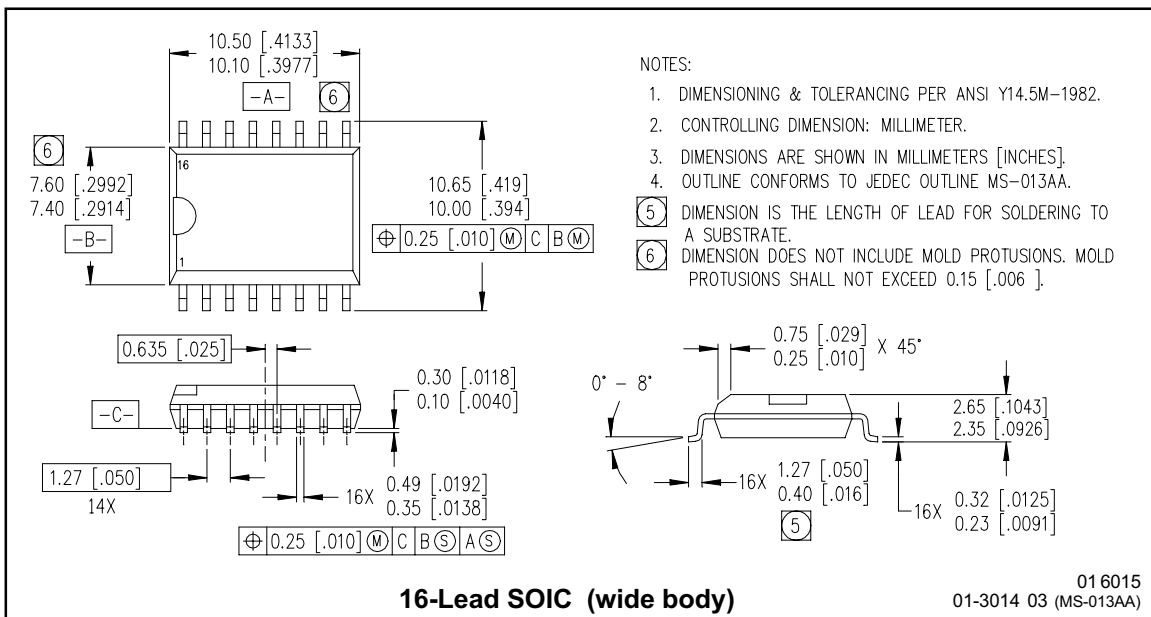 10.50 [.4133]
10.10 [.3977]
-A- 6
6
7.60 [.2992]
7.40 [.2914]
-B-
16
1
10.65 [.419]
10.00 [.394]
⌖ 0.25 [.010] Ⓜ C B Ⓜ
NOTES:
1. DIMENSIONING & TOLERANCING PER ANSI Y14.5M-1982.
2. CONTROLLING DIMENSION: MILLIMETER.
3. DIMENSIONS ARE SHOWN IN MILLIMETERS [INCHES].
4. OUTLINE CONFORMS TO JEDEC OUTLINE MS-013AA.
5 DIMENSION IS THE LENGTH OF LEAD FOR SOLDERING TO
A SUBSTRATE.
6 DIMENSION DOES NOT INCLUDE MOLD PROTUSIONS. MOLD
PROTUSIONS SHALL NOT EXCEED 0.15 [.006 ].
0.635 [.025]
-C-
0.30 [.0118]
0.10 [.0040]
1.27 [.050]
14X
16X 0.49 [.0192]
0.35 [.0138]
⌖ 0.25 [.010] Ⓜ C B Ⓢ A Ⓢ
0.75 [.029]
0.25 [.010]
X 45°
0° - 8°
2.65 [.1043]
2.35 [.0926]
16X 1.27 [.050]
0.40 [.016]
5
16X 0.32 [.0125]
0.23 [.0091]
16-Lead SOIC (wide body)
01 6015
01-3014 03 (MS-013AA)